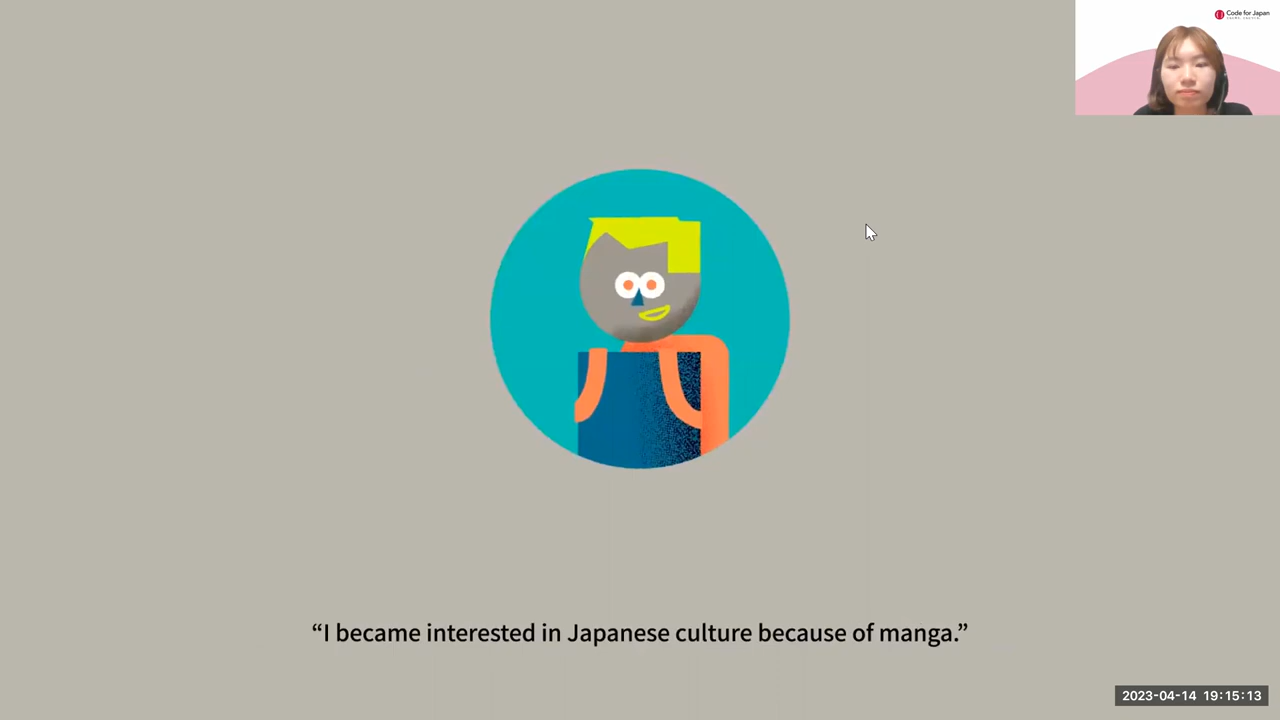 Code for Japan
“I became interested in Japanese culture because of manga.”
2023-04-14 19:15:13